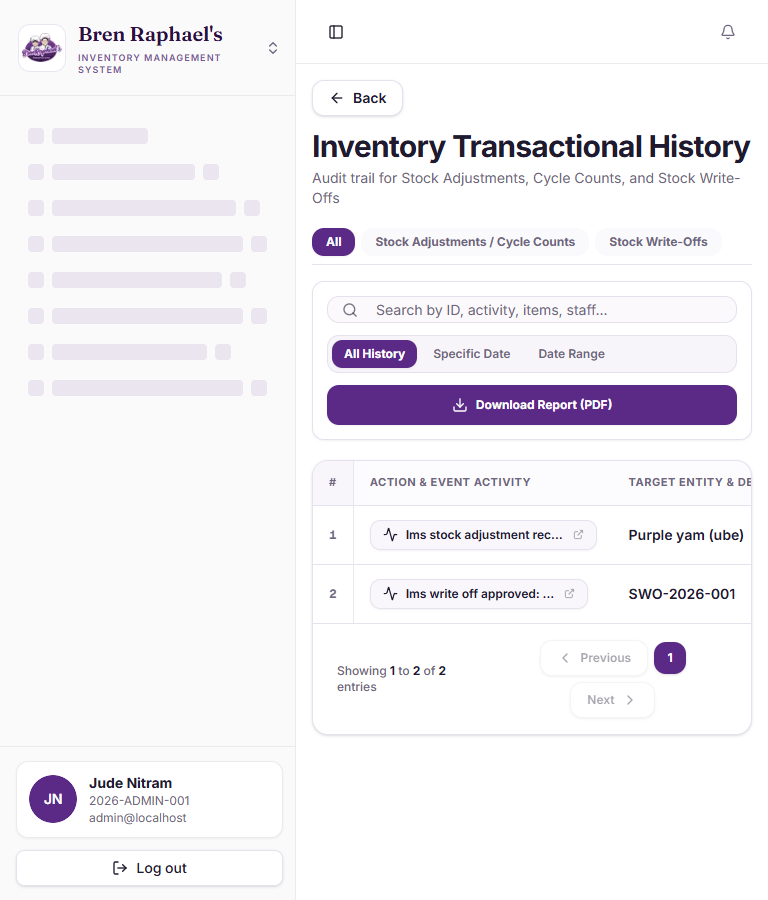 Bren Raphael's
INVENTORY MANAGEMENT
SYSTEM
Back
Inventory Transactional History
Audit trail for Stock Adjustments, Cycle Counts, and Stock Write-
Offs
All
Stock Adjustments / Cycle Counts
Stock Write-Offs
Search by ID, activity, items, staff...
All History
Specific Date
Date Range
Download Report (PDF)
# ACTION & EVENT ACTIVITY TARGET ENTITY & DE
1 Ims stock adjustment rec... Purple yam (ube)
2 Ims write off approved: ... SWO-2026-001
Showing 1 to 2 of 2
entries
Previous 1
Next
JN
Jude Nitram
2026-ADMIN-001
admin@localhost
Log out